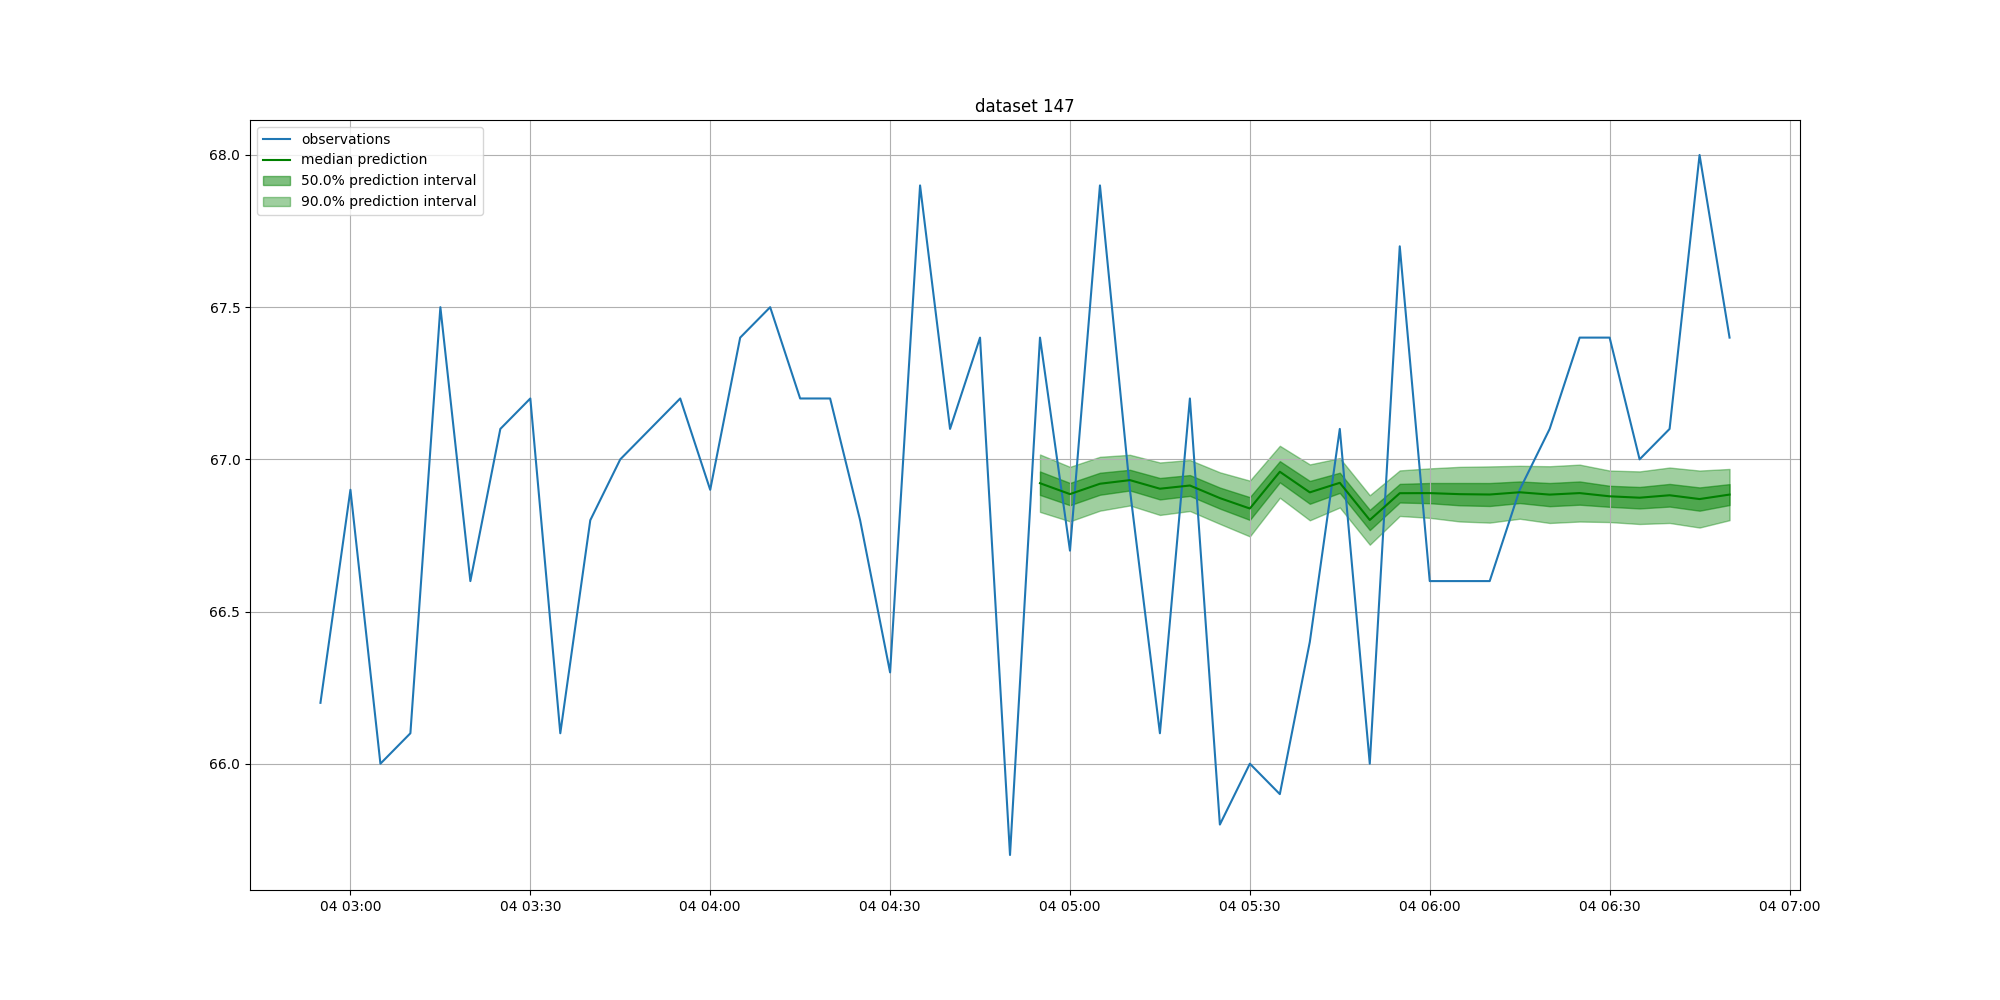 dataset 147
observations
median prediction
50.0% prediction interval
90.0% prediction interval
68.0
67.5
67.0
66.5
66.0
04 03:00 04 03:30 04 04:00 04 04:30 04 05:00 04 05:30 04 06:00 04 06:30 04 07:00